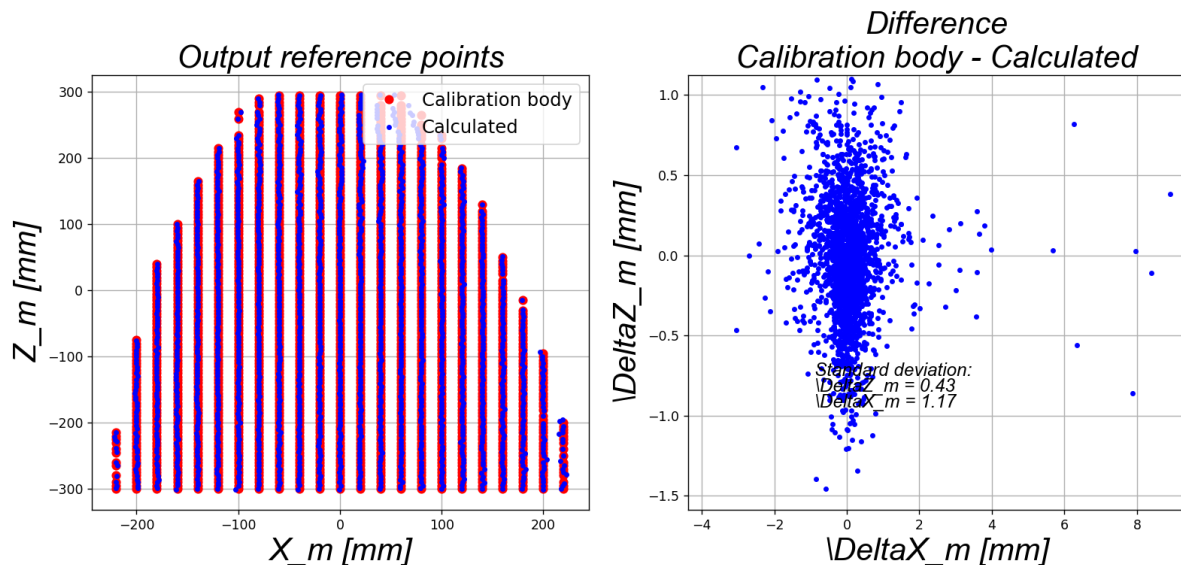 Output reference points
Calibration body
Calculated
300
200
100
0
−100
−200
−300
−200
−100
0
100
200
Z_m [mm]
X_m [mm]
Difference
Calibration body - Calculated
1.0
0.5
0.0
−0.5
−1.0
−1.5
−4
−2
0
2
4
6
8
\DeltaZ_m [mm]
\DeltaX_m [mm]
Standard deviation:
\DeltaZ_m = 0.43
\DeltaX_m = 1.17